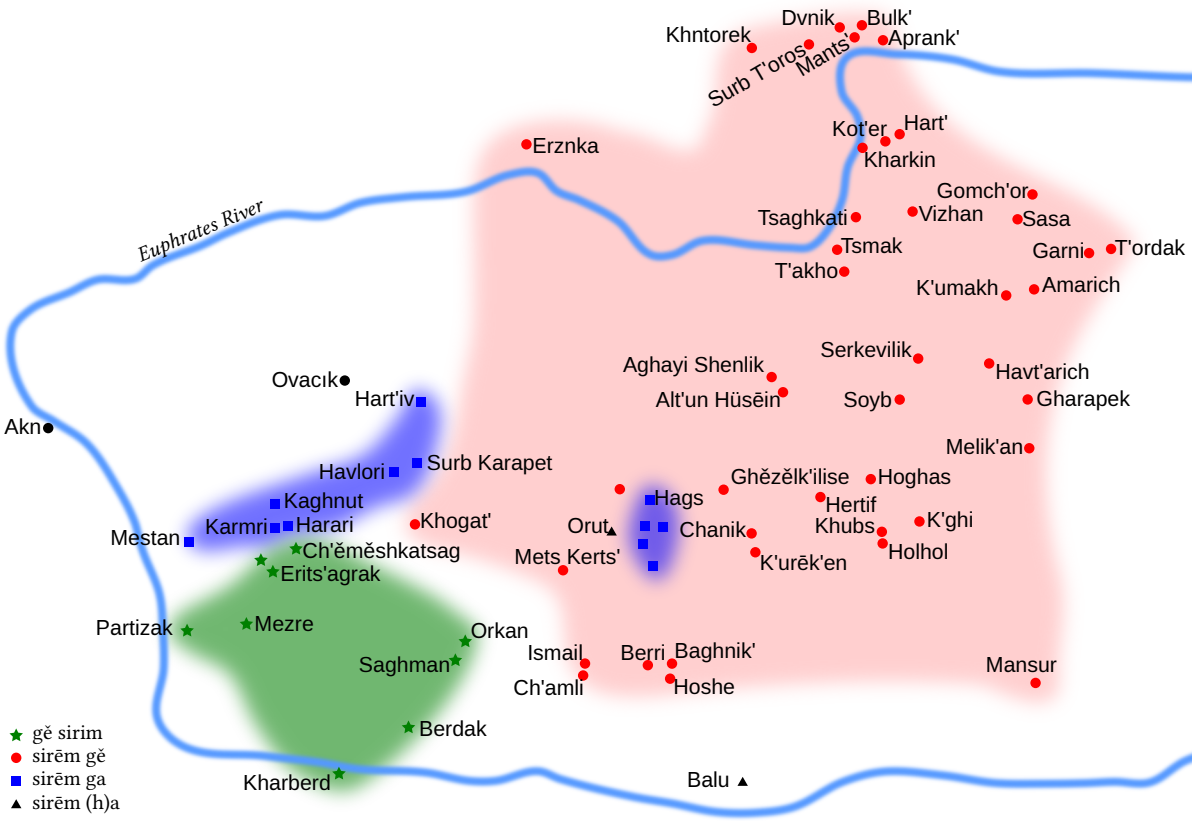 Dvnik
Bulk'
Khntorek
Surb T'oros
Mants'
Aprank'
Erznka
Kot'er
Hart'
Kharkin
Gomch'or
Euphrates River
Tsaghkati
Vizhan
Sasa
Tsmak
Garni
T'ordak
T'akho
K'umakh
Amarich
Serkevilik
Aghayi Shenlik
Havt'arich
Ovacık
Hart'iv
Alt'un Hüsēin
Soyb
Gharapek
Akn
Melik'an
Havlori
Surb Karapet
Ghězělk'ilise
Hoghas
Kaghnut
Hags
Hertif
Karmri
Harari
Khogat'
Orut
Chanik
Khubs
K'ghi
Mestan
Ch'ěměshkatsag
Mets Kerts'
K'urēk'en
Holhol
Erits'agrak
Partizak
Mezre
Orkan
Saghman
Ismail
Berri
Baghnik'
Mansur
Ch'amli
Hoshe
Berdak
Kharberd
Balu
gě sirim
sirēm gě
sirēm ga
sirēm (h)a